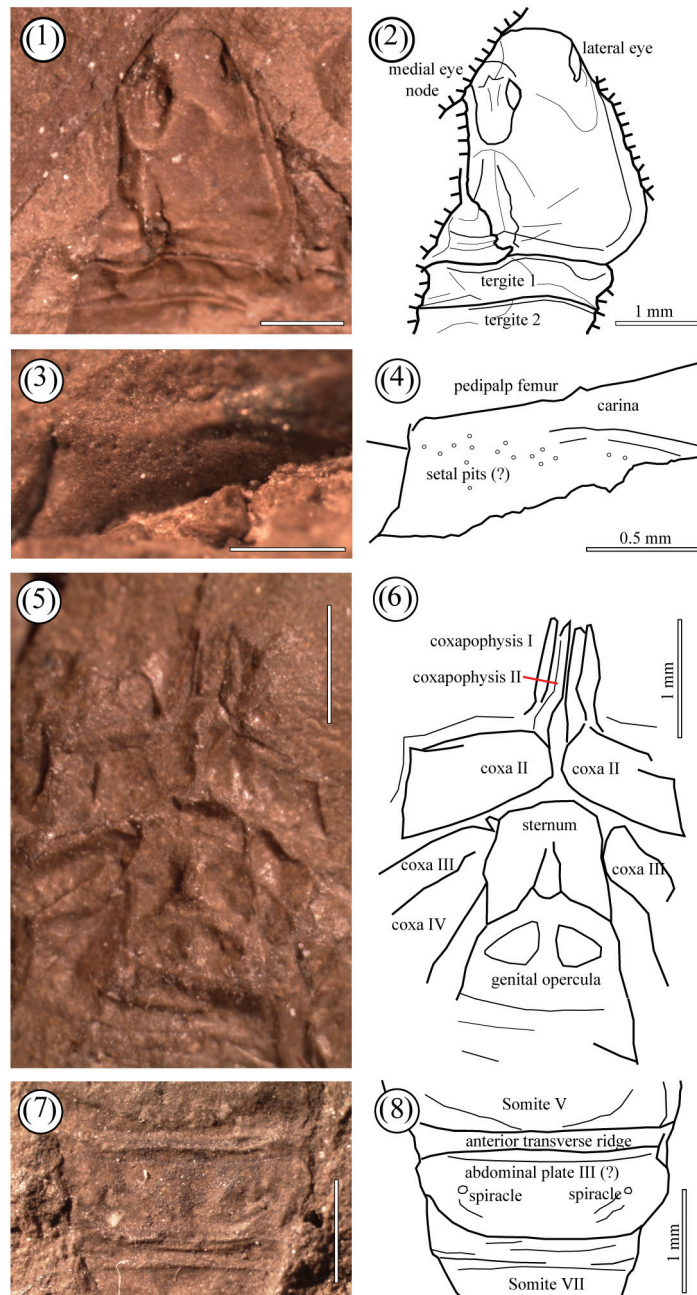 (1)
(2)
medial eye
node
lateral eye
tergite 1
tergite 2
1 mm
(3)
(4)
pedipalp femur
carina
setal pits (?)
0.5 mm
(5)
(6)
coxapophysis I
coxapophysis II
1 mm
coxa II
coxa II
sternum
coxa III
coxa III
coxa IV
genital opercula
(7)
(8)
Somite V
anterior transverse ridge
abdominal plate III (?)
spiracle
spiracle
Somite VII
1 mm